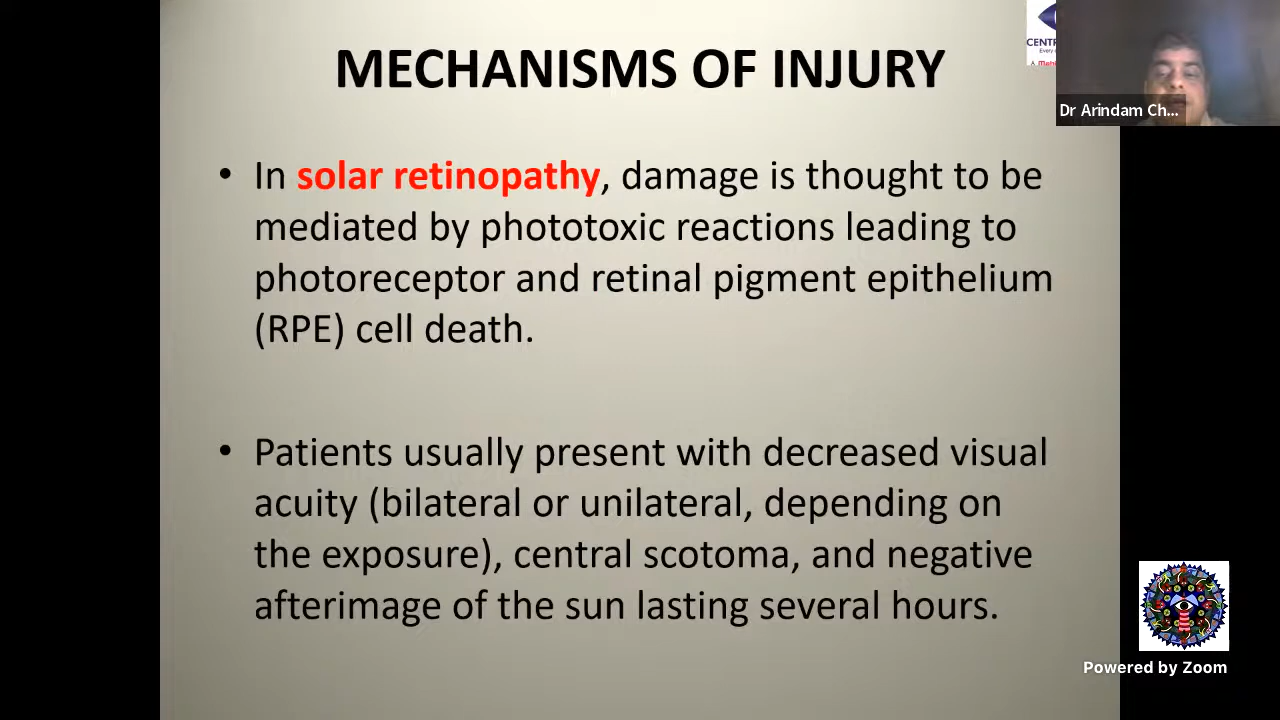 MECHANISMS OF INJURY
CENTR
Every
Dr Arindam Ch...
• In solar retinopathy, damage is thought to be
mediated by phototoxic reactions leading to
photoreceptor and retinal pigment epithelium
(RPE) cell death.
• Patients usually present with decreased visual
acuity (bilateral or unilateral, depending on
the exposure), central scotoma, and negative
afterimage of the sun lasting several hours.
Powered by Zoom